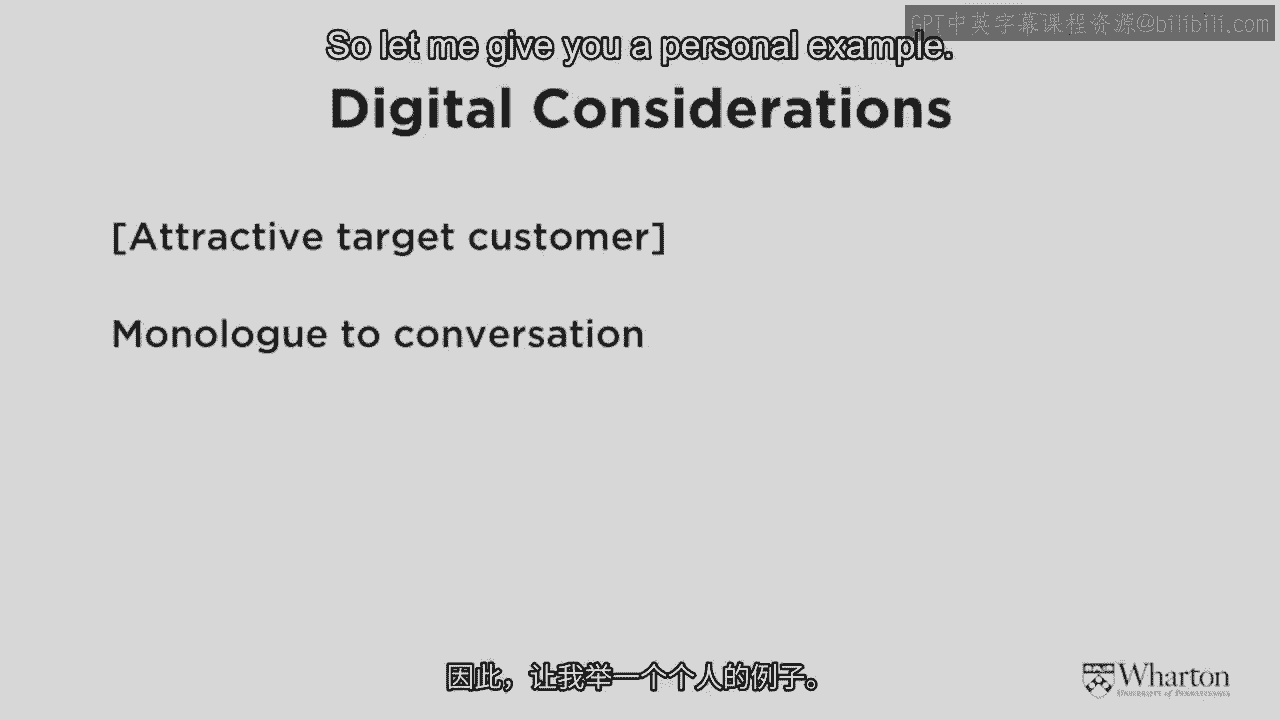 GPT中英字幕课程资源@bilibili.com
So let me give you a personal example.
Digital Considerations
[Attractive target customer]
Monologue to conversation
因此，让我举一个个人的例子。
Wharton
University of Pennsylvania